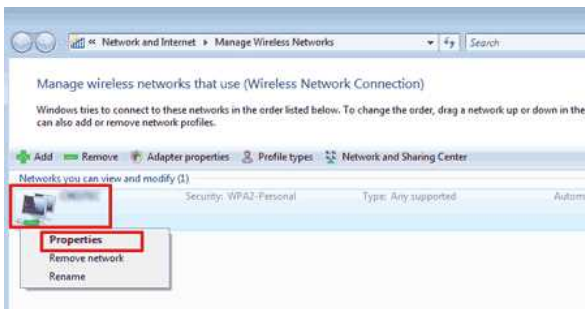 « Network and Internet ▸ Manage Wireless Networks Search
Manage wireless networks that use (Wireless Network Connection)
Windows tries to connect to these networks in the order listed below. To change the order, drag a network up or down in the
can also add or remove network profiles.
Add Remove Adapter properties Profile types Network and Sharing Center
Networks you can view and modify (1)
Security: WPA2-Personal Type: Any supported Autom
Properties
Remove network
Rename